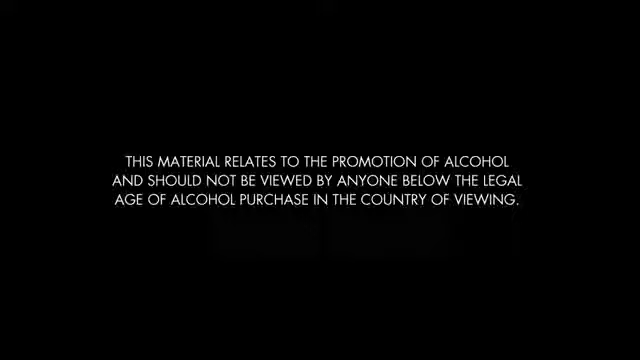 THIS MATERIAL RELATES TO THE PROMOTION OF ALCOHOL
AND SHOULD NOT BE VIEWED BY ANYONE BELOW THE LEGAL
AGE OF ALCOHOL PURCHASE IN THE COUNTRY OF VIEWING.